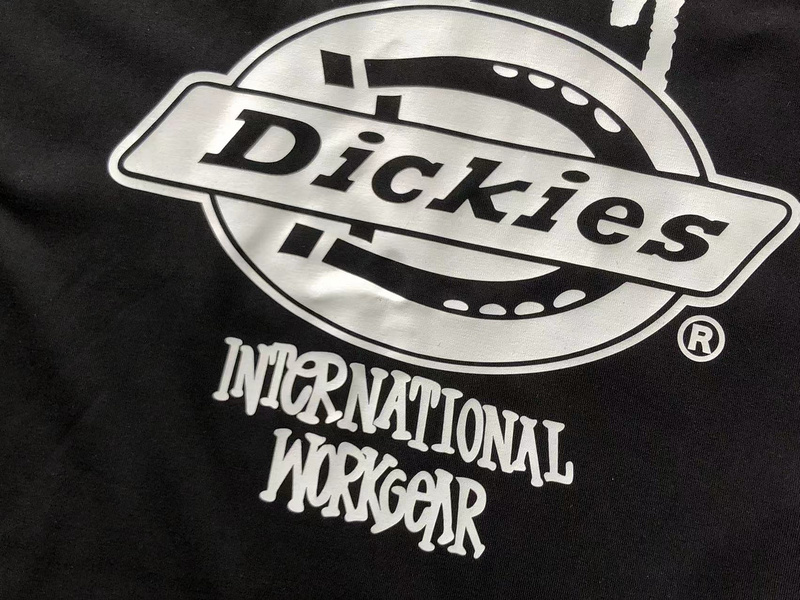 Dickies
®
INTERNATIONAL
WORKGEAR